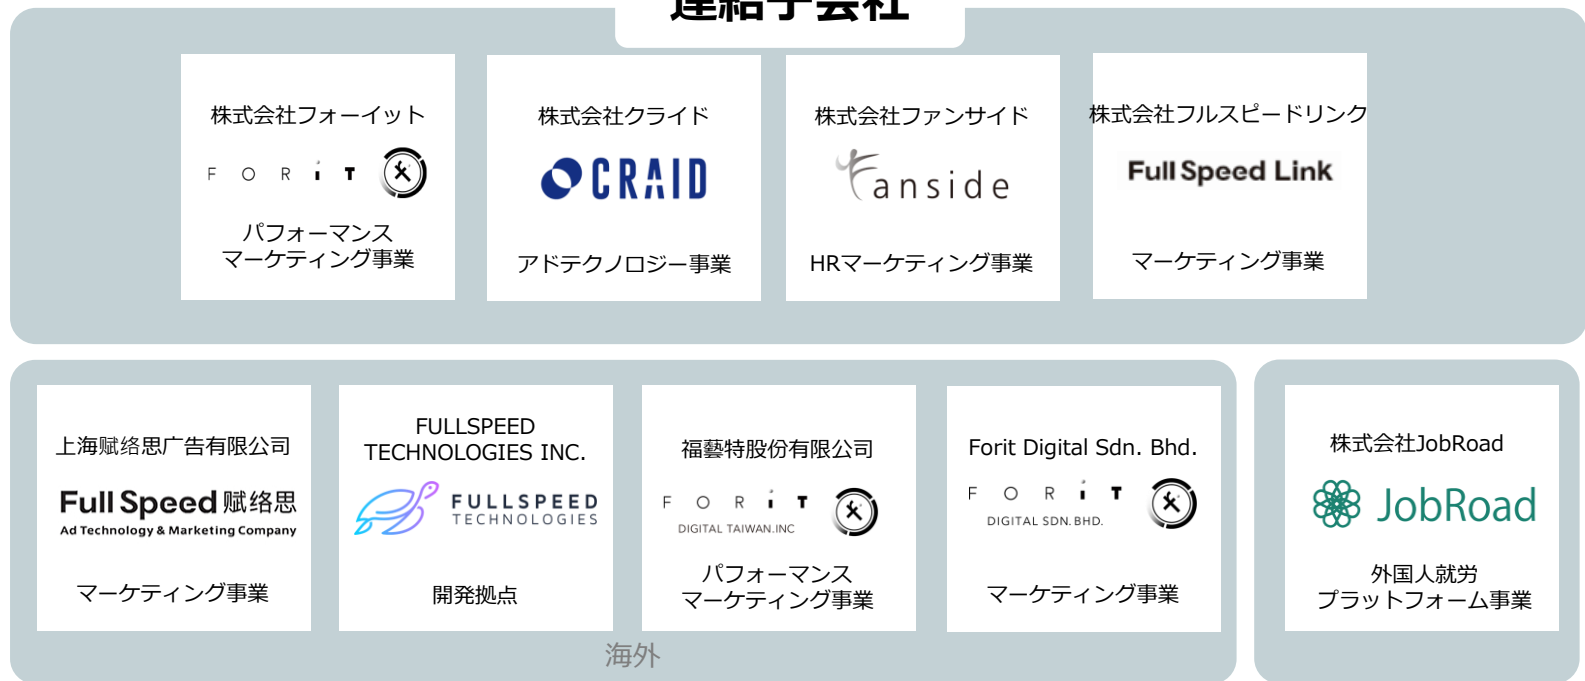 連結子会社
株式会社フォーイット
FORiT
パフォーマンス
マーケティング事業
株式会社クライド
CRAID
アドテクノロジー事業
株式会社ファンサイド
Fanside
HRマーケティング事業
株式会社フルスピードリンク
Full Speed Link
マーケティング事業
上海赋络思广告有限公司
Full Speed 赋络思
Ad Technology & Marketing Company
マーケティング事業
FULLSPEED
TECHNOLOGIES INC.
FULLSPEED
TECHNOLOGIES
開発拠点
福藝特股份有限公司
FORiT
DIGITAL TAIWAN.INC
パフォーマンス
マーケティング事業
Forit Digital Sdn. Bhd.
FORiT
DIGITAL SDN.BHD.
マーケティング事業
海外
株式会社JobRoad
JobRoad
外国人就労
プラットフォーム事業